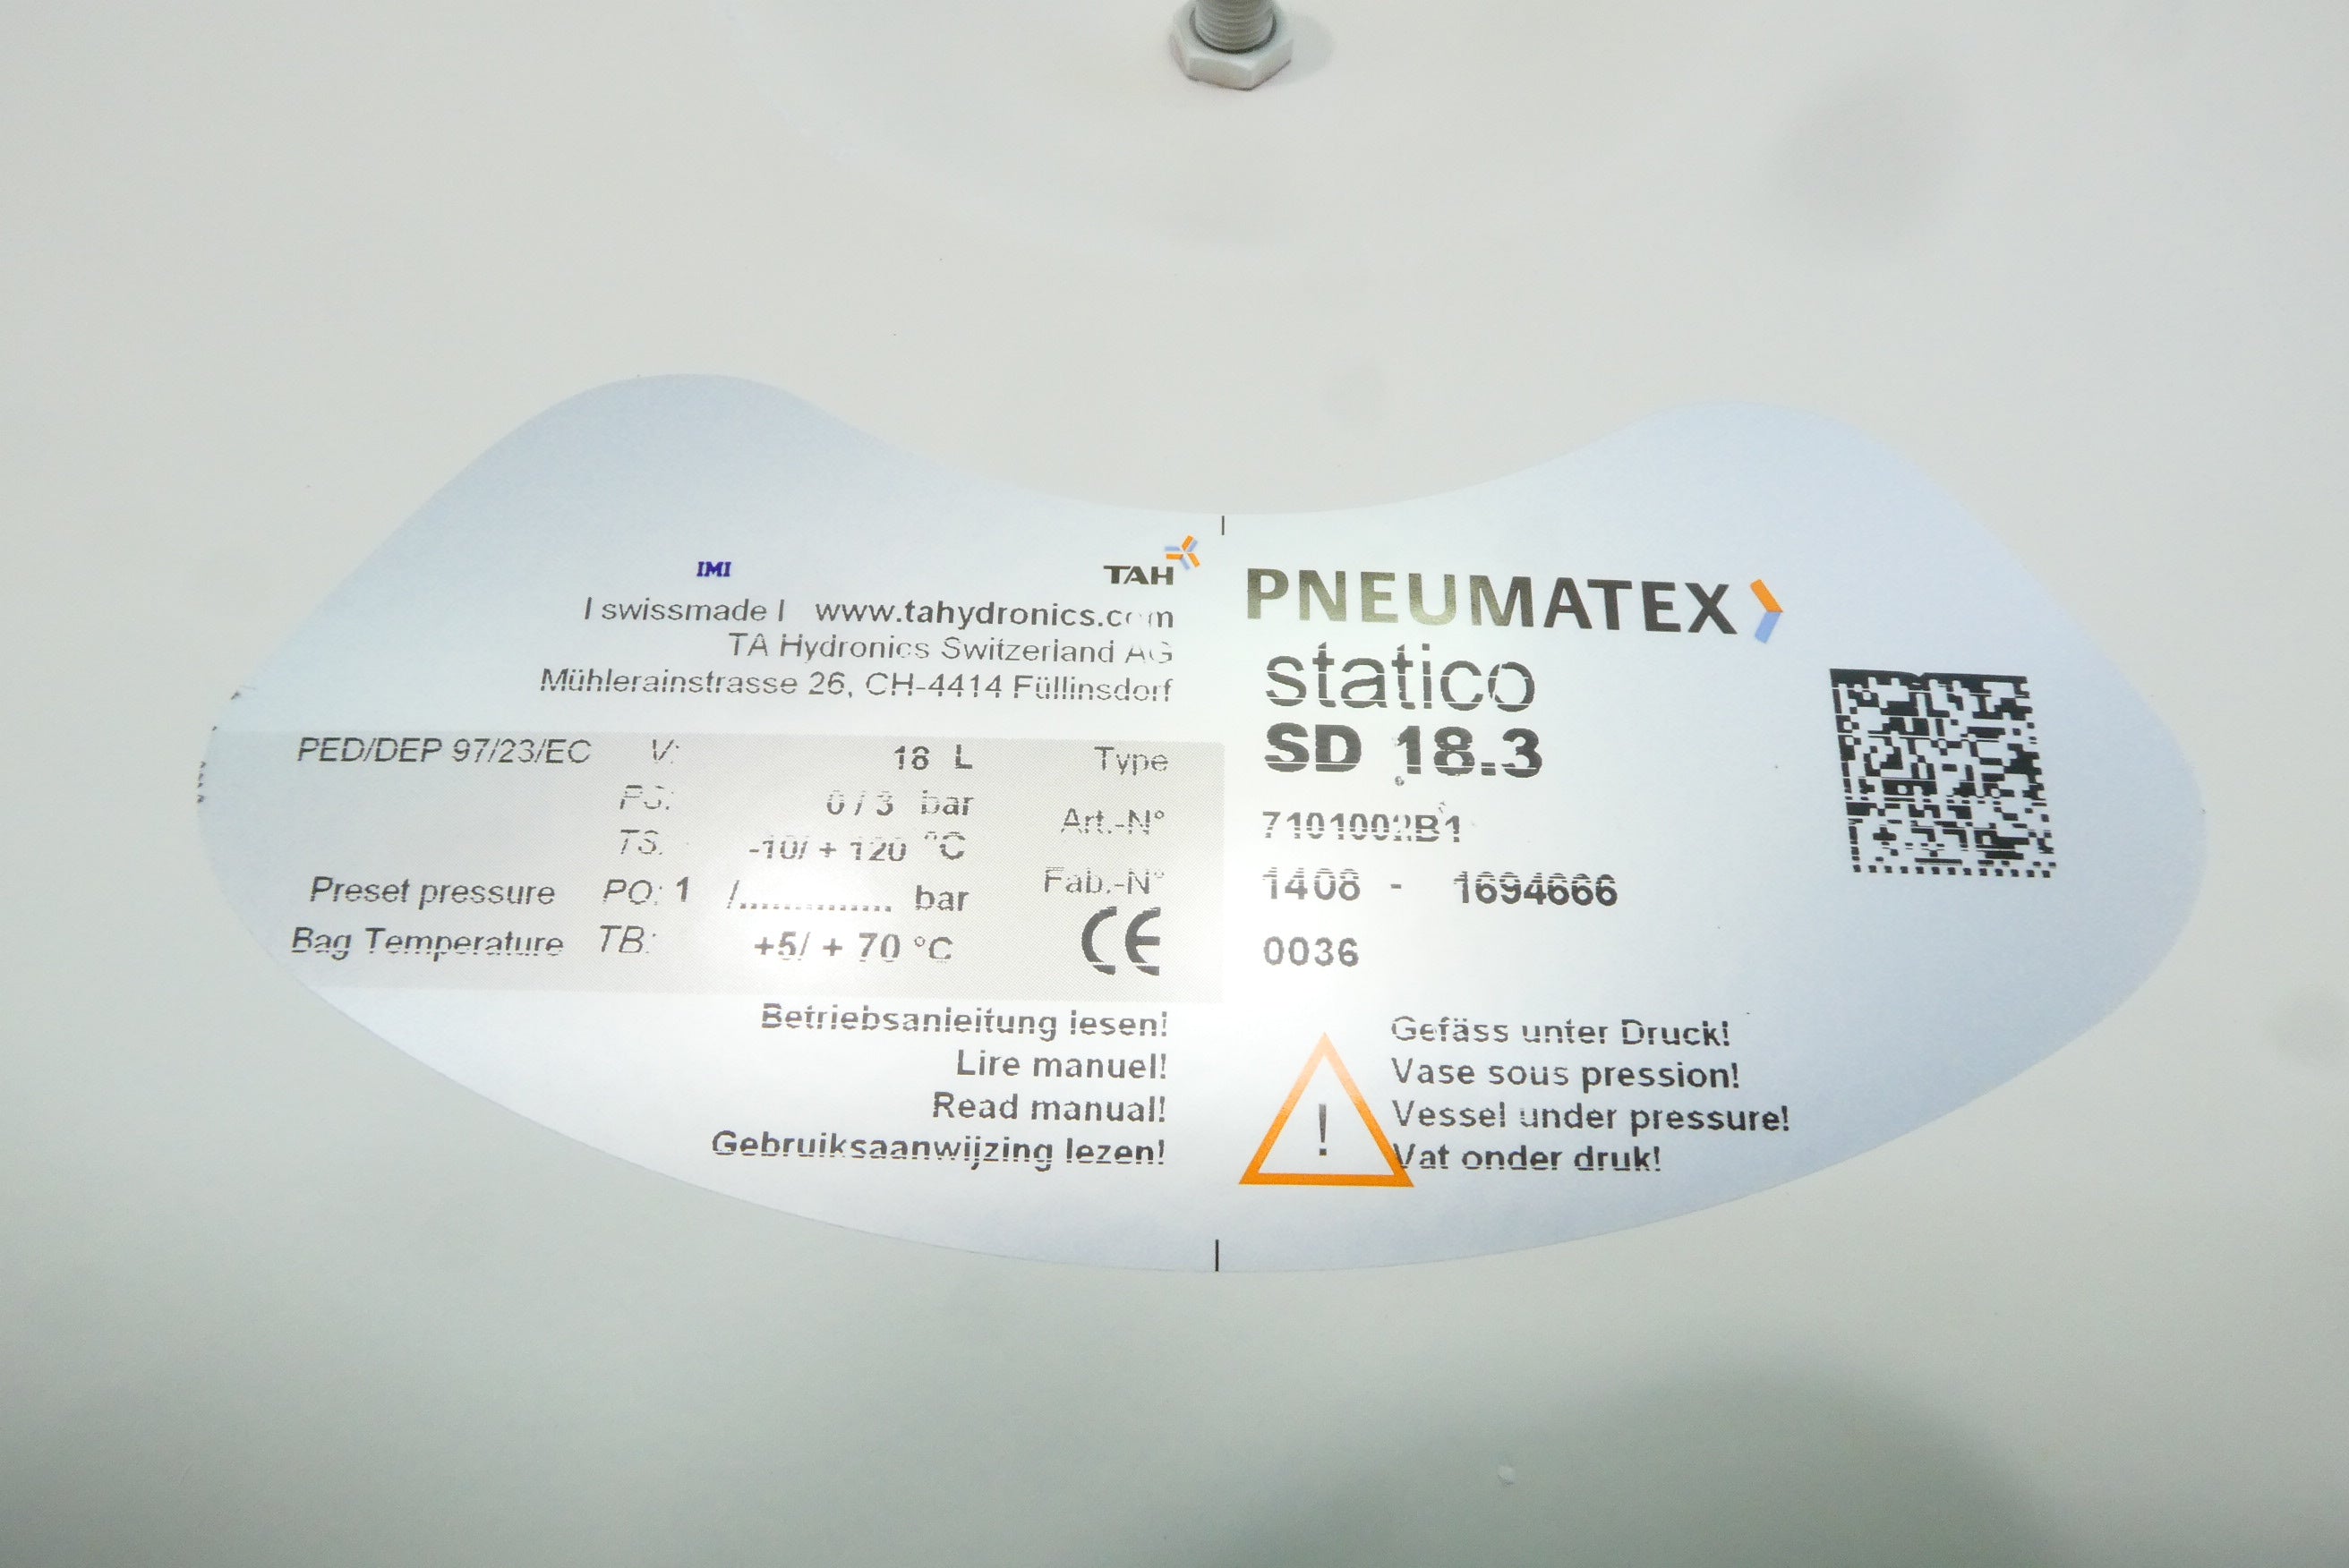 IMI
TAH
| swissmade | www.tahydronics.com
TA Hydronics Switzerland AG
Mühlerainstrasse 26, CH-4414 Füllinsdorf
PNEUMATEX
statico
PED/DEP 97/23/EC V: 18 L Type SD 18.3
PS: 0 / 3 bar Art.-N° 7101002B1
TS: -10/ + 120 °C
Fab.-N° 1408 - 1694666
Preset pressure PO: 1 /.............. bar
Bag Temperature TB: +5/ + 70 °C CE 0036
Betriebsanleitung lesen!
Lire manuel!
Read manual!
Gebruiksaanwijzing lezen!
!
Gefäss unter Druck!
Vase sous pression!
Vessel under pressure!
Vat onder druk!